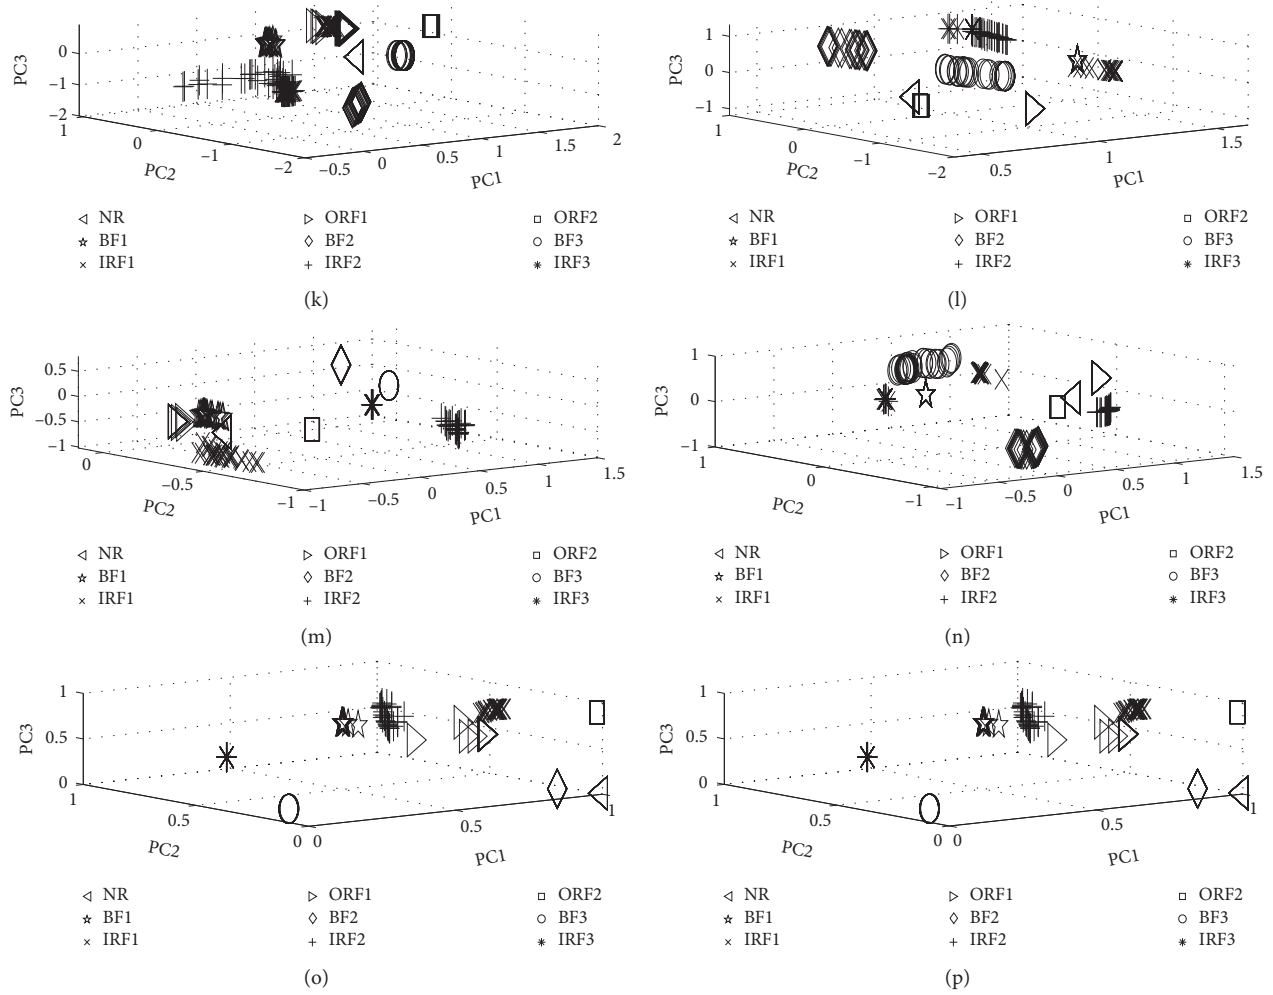 0
−1
−2
PC3
1
0
−1
−2
PC2
−0.5
0
0.5
1
1.5
2
PC1
NR ORF1 ORF2
BF1 BF2 BF3
IRF1 IRF2 IRF3
(k)
1
0
−1
PC3
1
0
−1
−2
PC2
0.5
1
1.5
PC1
NR ORF1 ORF2
BF1 BF2 BF3
IRF1 IRF2 IRF3
(l)
0.5
0
−0.5
−1
PC3
0
−0.5
−1
PC2
−1
−0.5
0
0.5
1
1.5
PC1
NR ORF1 ORF2
BF1 BF2 BF3
IRF1 IRF2 IRF3
(m)
1
0
−1
PC3
1
0
−1
PC2
−1
−0.5
0
0.5
1
1.5
PC1
NR ORF1 ORF2
BF1 BF2 BF3
IRF1 IRF2 IRF3
(n)
1
0.5
0
PC3
1
0.5
0
PC2
0
0.5
1
PC1
NR ORF1 ORF2
BF1 BF2 BF3
IRF1 IRF2 IRF3
(o)
1
0.5
0
PC3
1
0.5
0
PC2
0
0.5
1
PC1
NR ORF1 ORF2
BF1 BF2 BF3
IRF1 IRF2 IRF3
(p)